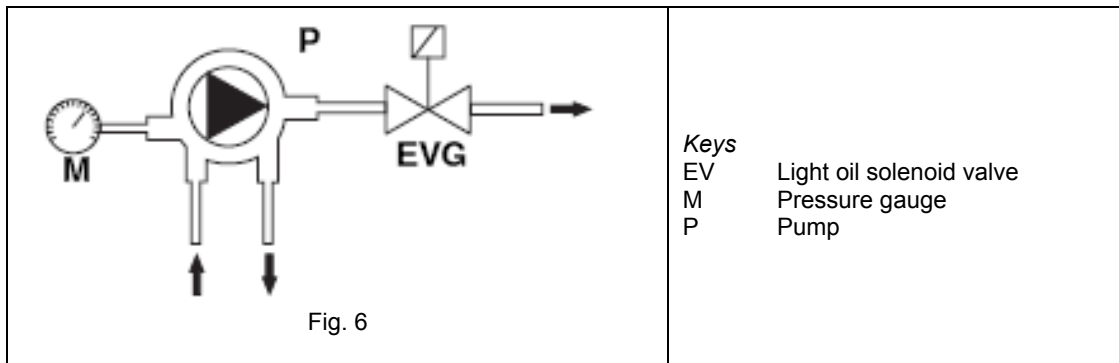 P
M
EVG
Fig. 6
Keys
EV Light oil solenoid valve
M Pressure gauge
P Pump